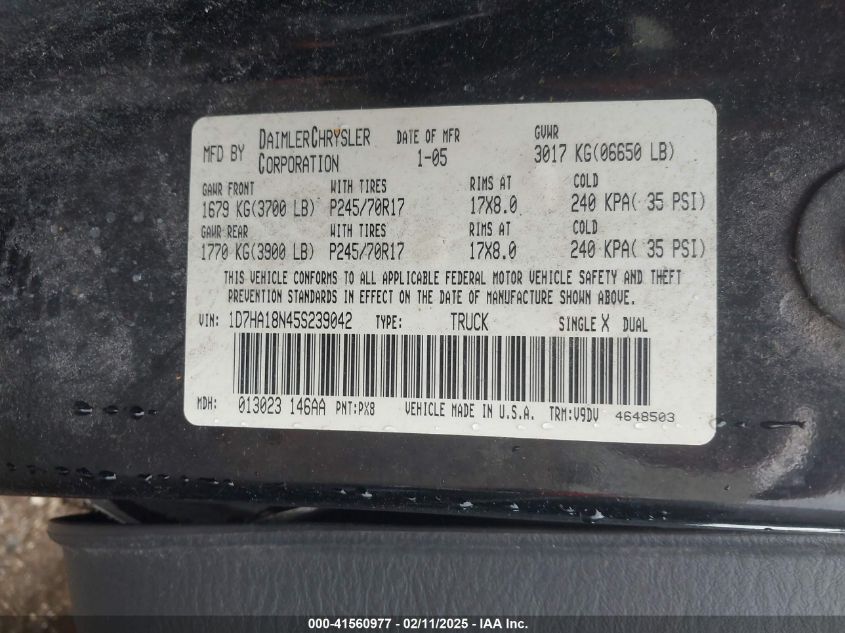 MFD BY DAIMLERCHRYSLER CORPORATION DATE OF MFR 1-05 GVWR 3017 KG(06650 LB)
GAWR FRONT WITH TIRES RIMS AT COLD
1679 KG(3700 LB) P245/70R17 17X8.0 240 KPA( 35 PSI)
GAWR REAR WITH TIRES RIMS AT COLD
1770 KG(3900 LB) P245/70R17 17X8.0 240 KPA( 35 PSI)
THIS VEHICLE CONFORMS TO ALL APPLICABLE FEDERAL MOTOR VEHICLE SAFETY AND THEFT
PREVENTION STANDARDS IN EFFECT ON THE DATE OF MANUFACTURE SHOWN ABOVE.
VIN: 1D7HA18N45S239042 TYPE: TRUCK SINGLE X DUAL
MDH: 013023 146AA PNT:PX8 VEHICLE MADE IN U.S.A. TRM:V9DV 4648503
000-41560977 - 02/11/2025 - IAA Inc.